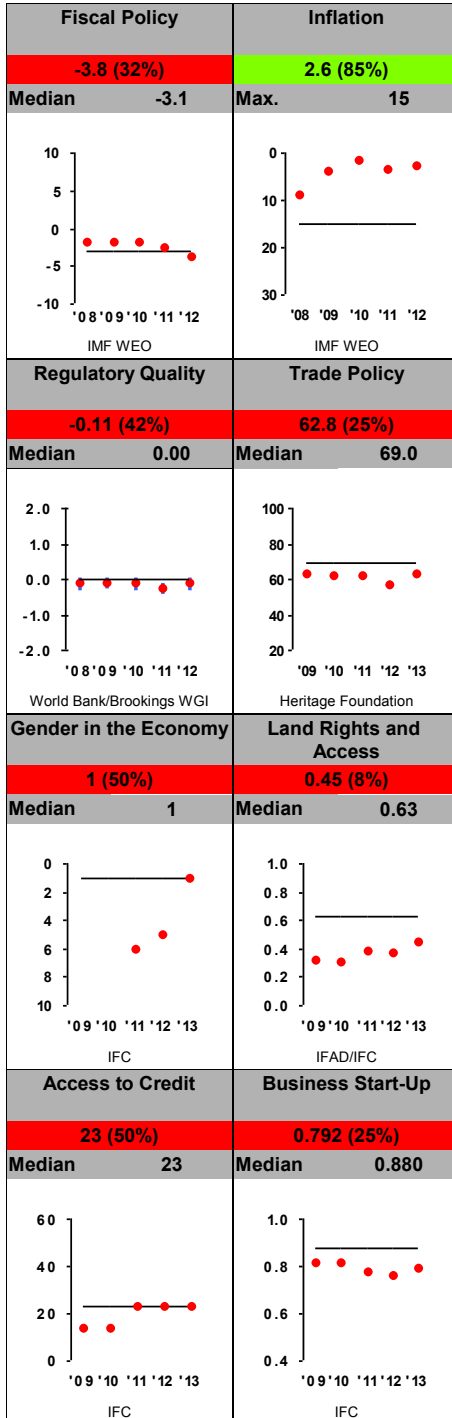 Fiscal Policy
Inflation
-3.8 (32%)
2.6 (85%)
Median -3.1
Max. 15
10
5
0
-5
-10
'08 '09 '10 '11 '12
IMF WEO
0
10
20
30
'08 '09 '10 '11 '12
IMF WEO
Regulatory Quality
Trade Policy
-0.11 (42%)
62.8 (25%)
Median 0.00
Median 69.0
2.0
1.0
0.0
-1.0
-2.0
'08 '09 '10 '11 '12
World Bank/Brookings WGI
100
80
60
40
20
'09 '10 '11 '12 '13
Heritage Foundation
Gender in the Economy
Land Rights and
Access
1 (50%)
0.45 (8%)
Median 1
Median 0.63
0
2
4
6
8
10
'09 '10 '11 '12 '13
IFC
1.0
0.8
0.6
0.4
0.2
0.0
'09 '10 '11 '12 '13
IFAD/IFC
Access to Credit
Business Start-Up
23 (50%)
0.792 (25%)
Median 23
Median 0.880
60
40
20
0
'09 '10 '11 '12 '13
IFC
1.0
0.8
0.6
0.4
'09 '10 '11 '12 '13
IFC